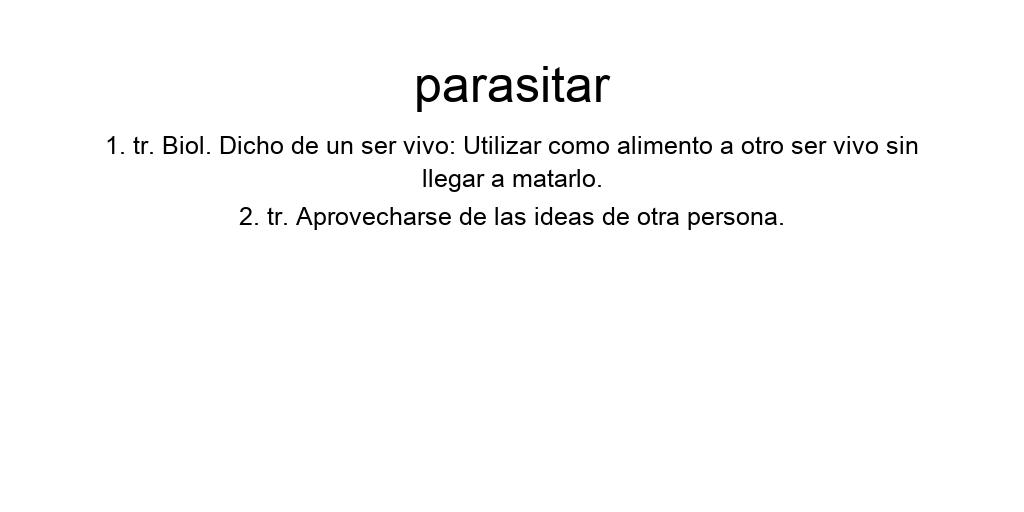 parasitar
1. tr. Biol. Dicho de un ser vivo: Utilizar como alimento a otro ser vivo sin
llegar a matarlo.
2. tr. Aprovecharse de las ideas de otra persona.